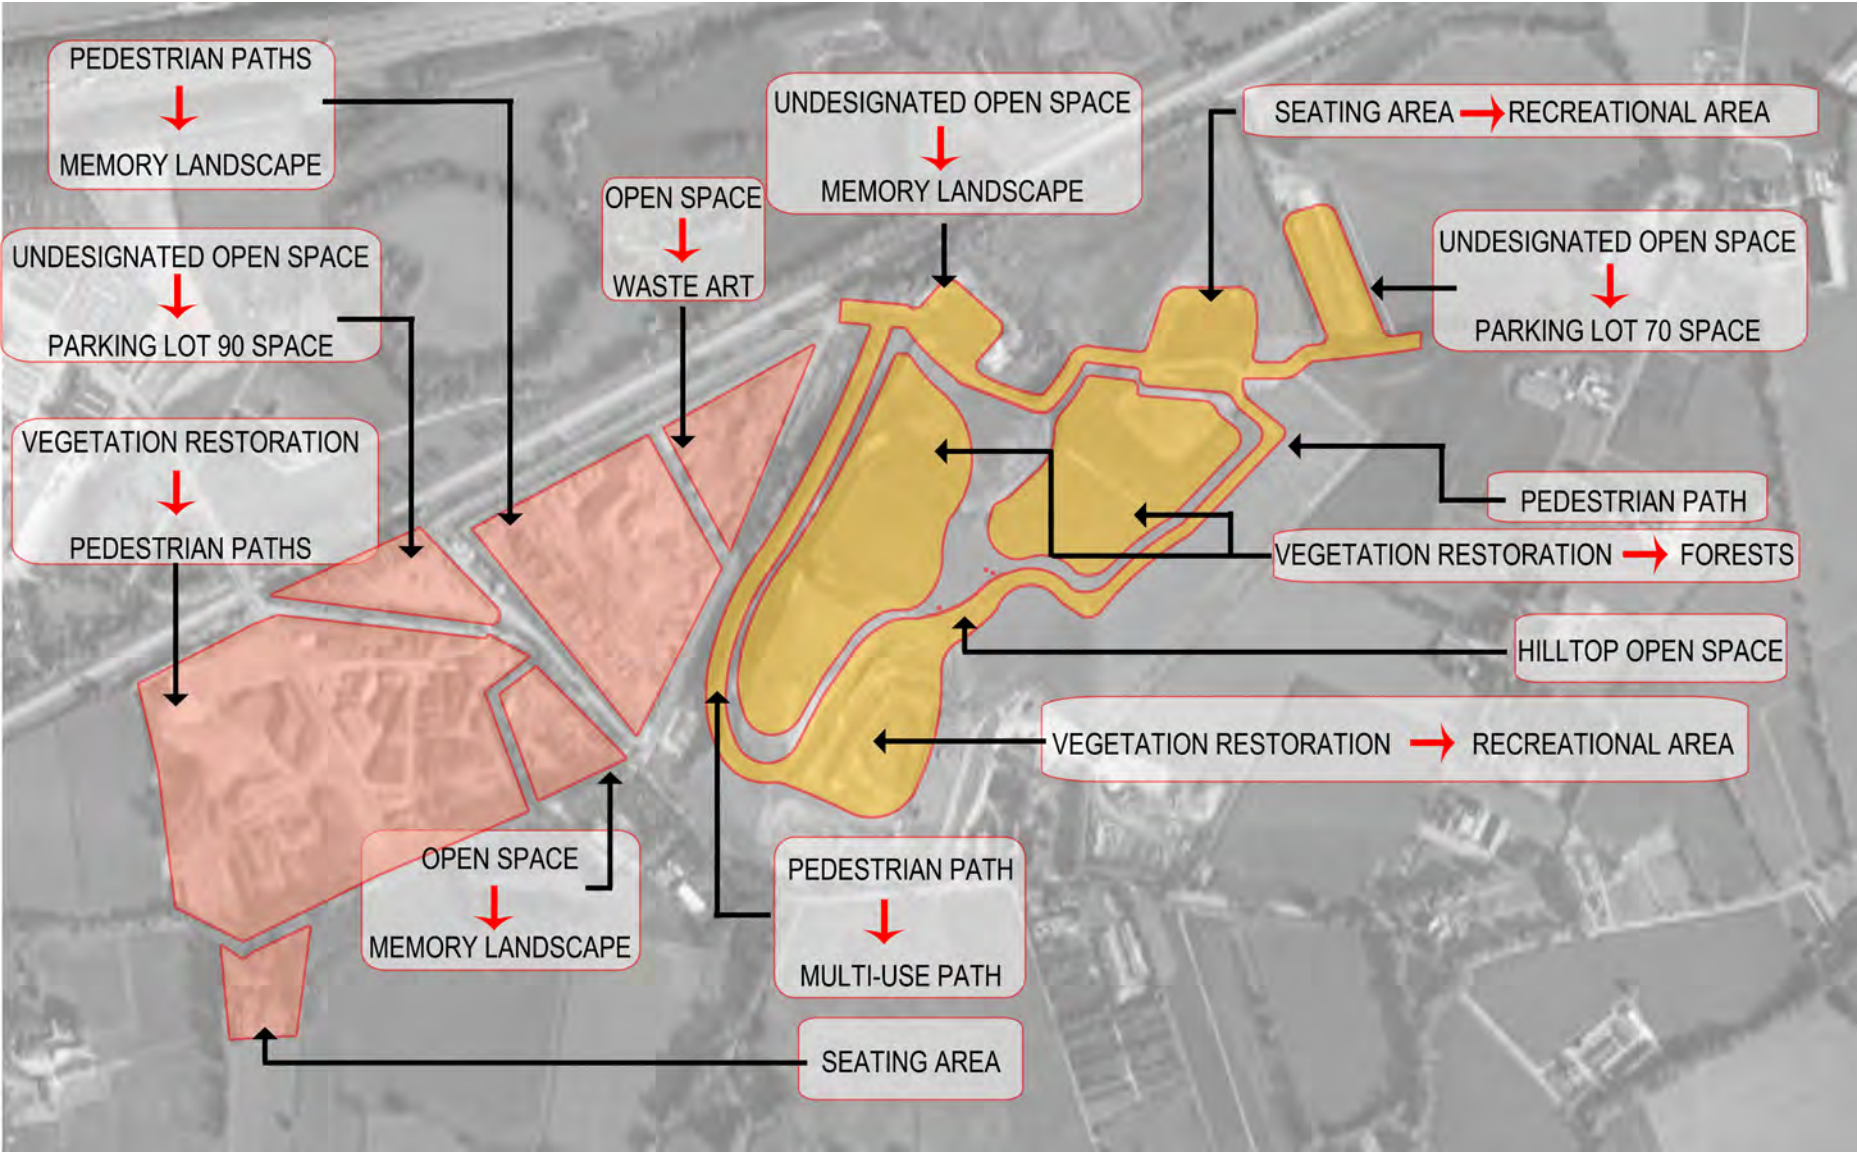 PEDESTRIAN PATHS
MEMORY LANDSCAPE
UNDESIGNATED OPEN SPACE
MEMORY LANDSCAPE
SEATING AREA → RECREATIONAL AREA
OPEN SPACE
WASTE ART
UNDESIGNATED OPEN SPACE
PARKING LOT 90 SPACE
UNDESIGNATED OPEN SPACE
PARKING LOT 70 SPACE
VEGETATION RESTORATION
PEDESTRIAN PATHS
PEDESTRIAN PATH
VEGETATION RESTORATION → FORESTS
HILLTOP OPEN SPACE
VEGETATION RESTORATION → RECREATIONAL AREA
OPEN SPACE
MEMORY LANDSCAPE
PEDESTRIAN PATH
MULTI-USE PATH
SEATING AREA